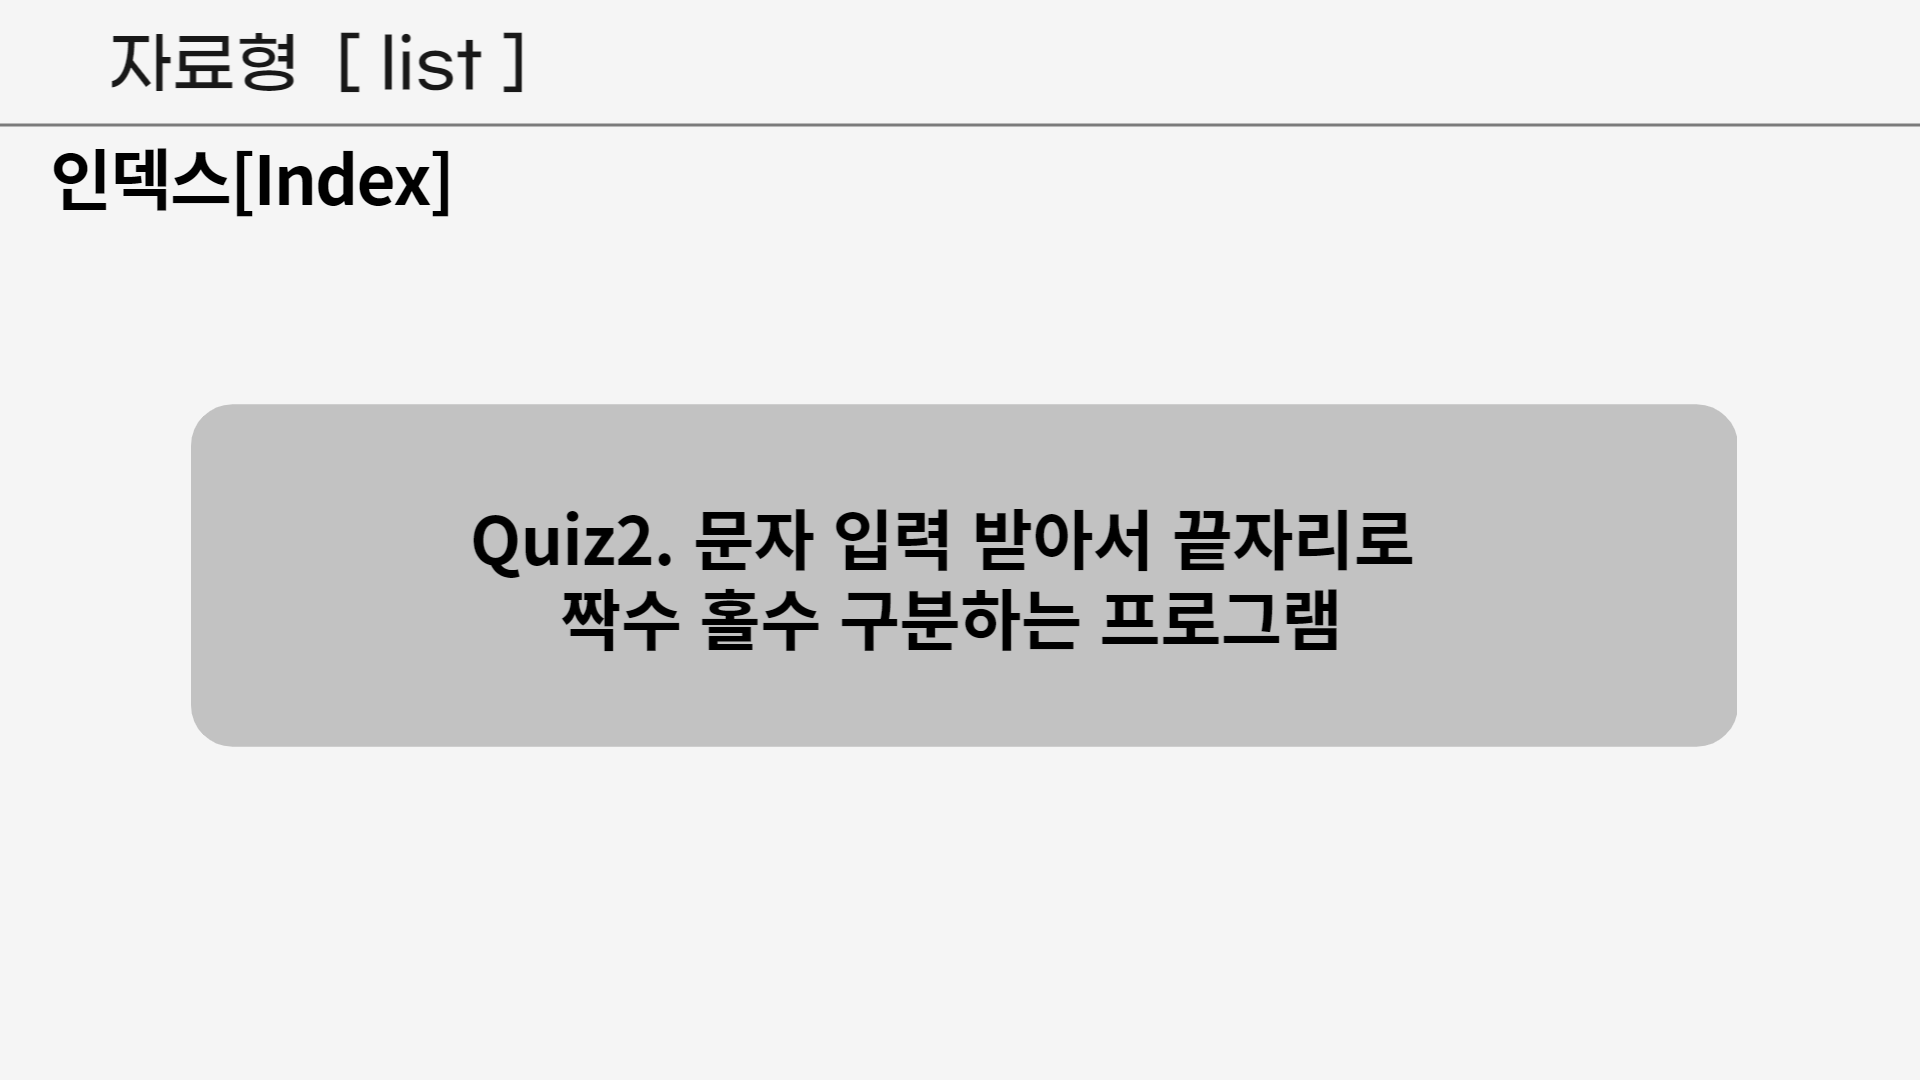 자료형 [ list ]
인덱스[Index]
Quiz2. 문자 입력 받아서 끝자리로
짝수 홀수 구분하는 프로그램